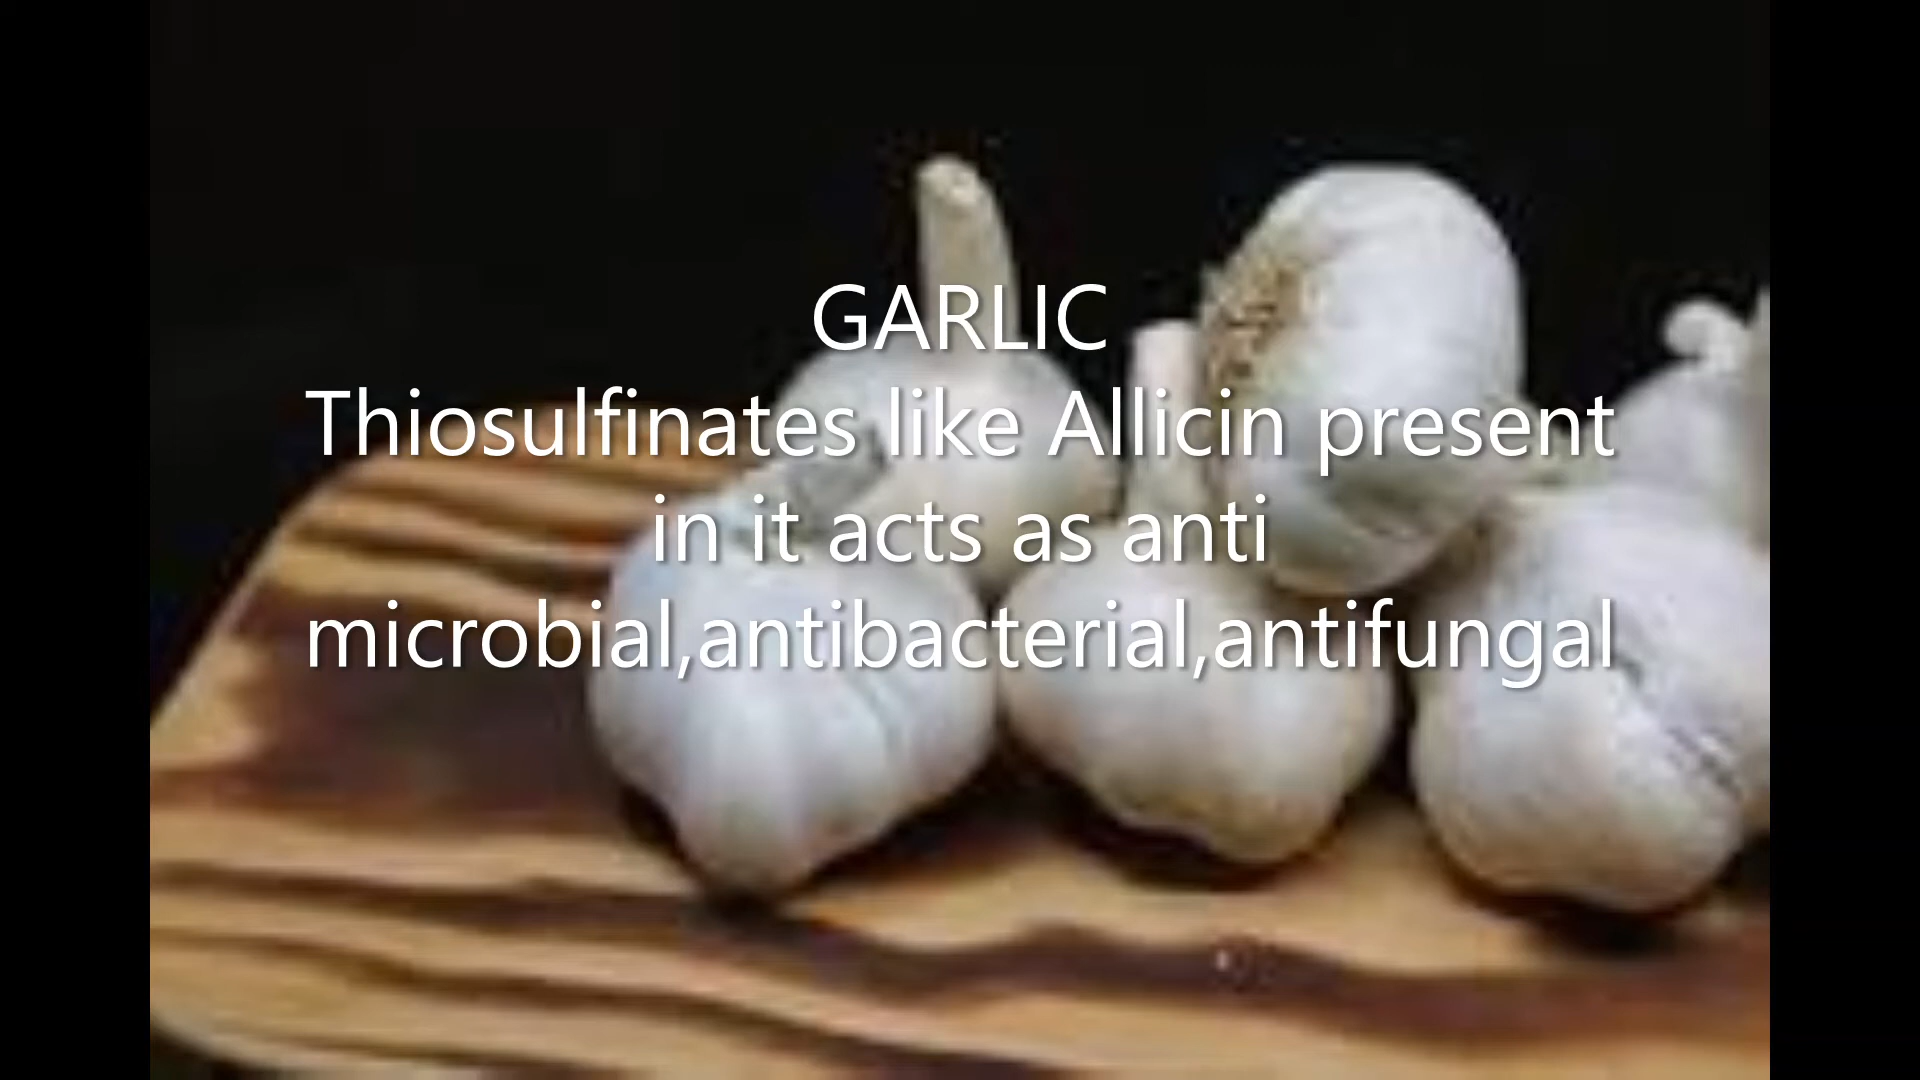 GARLIC
Thiosulfinates like Allicin present
in it acts as anti
microbial,antibacterial,antifungal